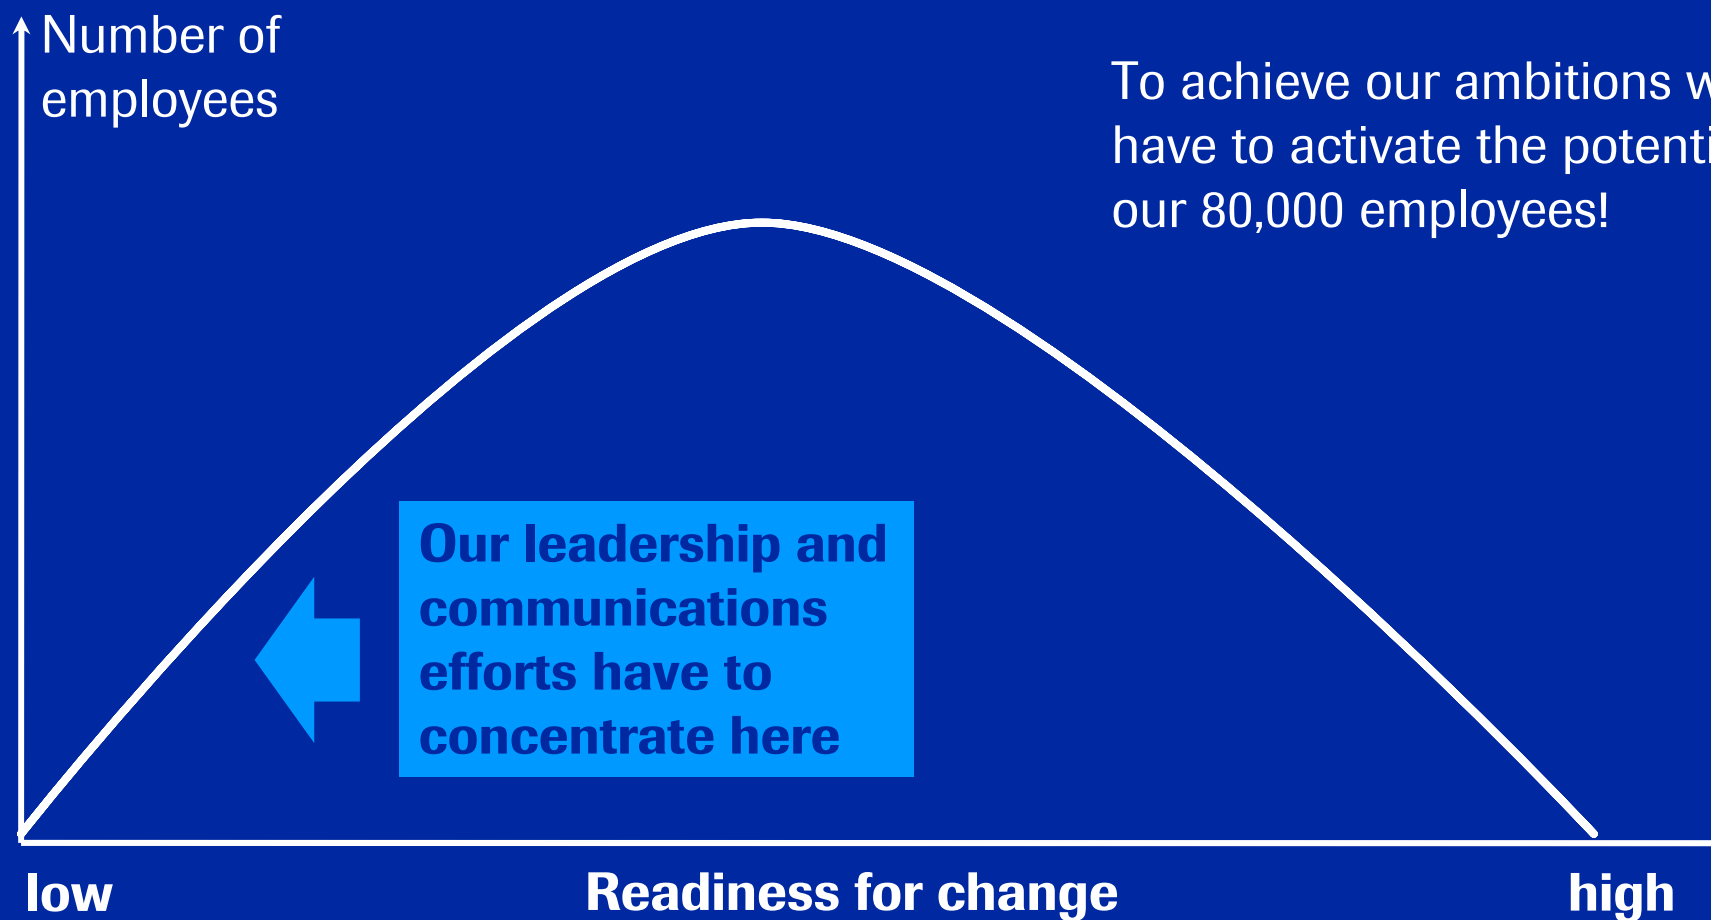 Number of
employees
To achieve our ambitions
have to activate the
our 80,000 employees!
Our leadership and
communications
efforts have to
concentrate here
low
Readiness for change
high